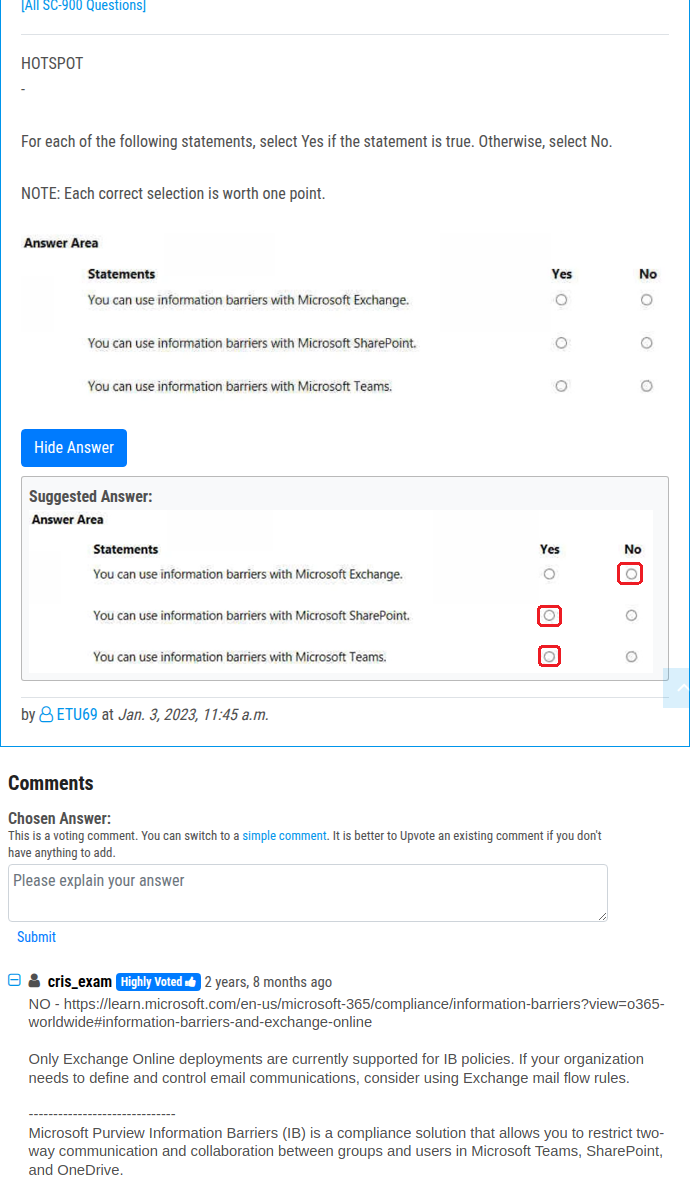 [All SC-900 Questions]
HOTSPOT
-
For each of the following statements, select Yes if the statement is true. Otherwise, select No.
NOTE: Each correct selection is worth one point.
Answer Area
Statements Yes No
You can use information barriers with Microsoft Exchange.
You can use information barriers with Microsoft SharePoint.
You can use information barriers with Microsoft Teams.
Hide Answer
Suggested Answer:
Answer Area
Statements Yes No
You can use information barriers with Microsoft Exchange.
You can use information barriers with Microsoft SharePoint.
You can use information barriers with Microsoft Teams.
by ETU69 at Jan. 3, 2023, 11:45 a.m.
Comments
Chosen Answer:
This is a voting comment. You can switch to a simple comment. It is better to Upvote an existing comment if you don't
have anything to add.
Please explain your answer
Submit
cris_exam Highly Voted 2 years, 8 months ago
NO - https://learn.microsoft.com/en-us/microsoft-365/compliance/information-barriers?view=o365-
worldwide#information-barriers-and-exchange-online
Only Exchange Online deployments are currently supported for IB policies. If your organization
needs to define and control email communications, consider using Exchange mail flow rules.
------------------------------
Microsoft Purview Information Barriers (IB) is a compliance solution that allows you to restrict two-
way communication and collaboration between groups and users in Microsoft Teams, SharePoint,
and OneDrive.